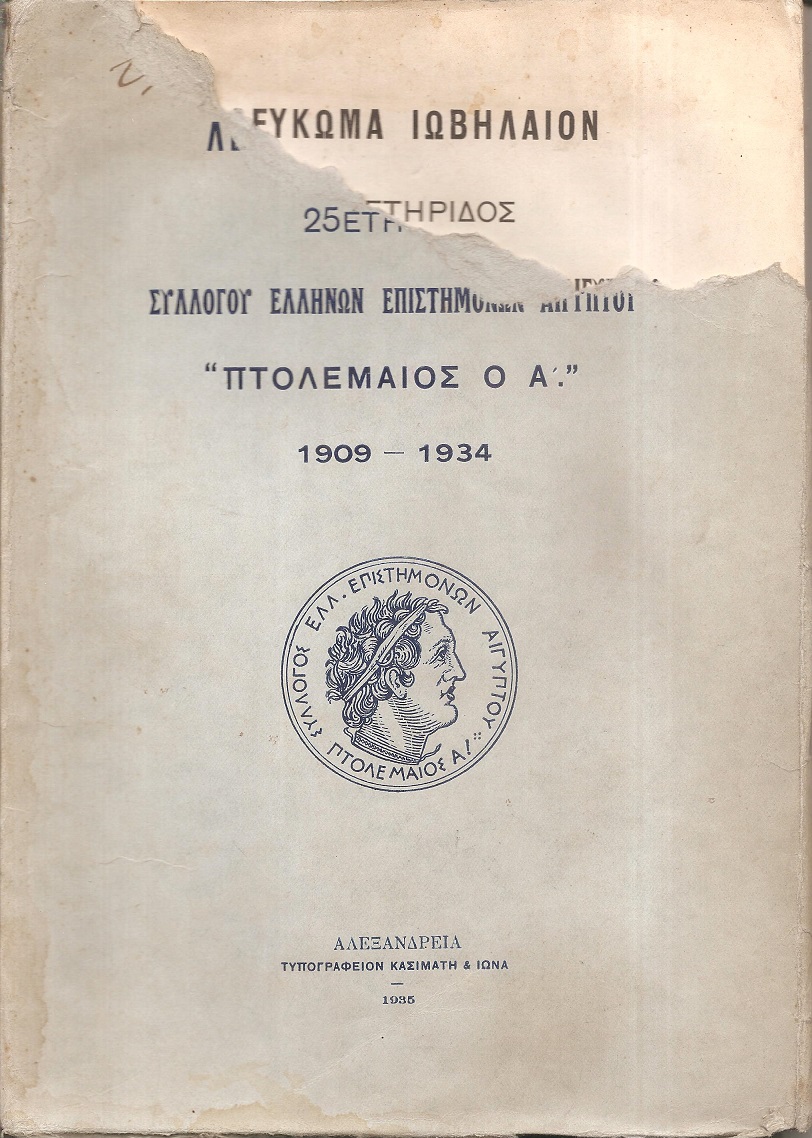 ΛΕΥΚΩΜΑ ΙΩΒΗΛΑΙΟΝ
25ΕΤΗΡΙΔΟΣ
ΣΥΛΛΟΓΟΥ ΕΛΛΗΝΩΝ ΕΠΙΣΤΗΜΟΝΩΝ ΑΙΓΥΠΤΟΥ
“ΠΤΟΛΕΜΑΙΟΣ Ο Α΄.”
1909 — 1934
ΣΥΛΛΟΓΟΣ ΕΛΛ. ΕΠΙΣΤΗΜΟΝΩΝ ΑΙΓΥΠΤΟΥ
ΠΤΟΛΕΜΑΙΟΣ Α!
ΑΛΕΞΑΝΔΡΕΙΑ
ΤΥΠΟΓΡΑΦΕΙΟΝ ΚΑΣΙΜΑΤΗ & ΙΩΝΑ
—
1935